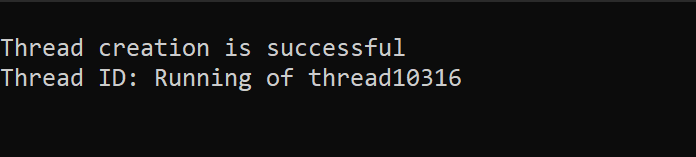 Thread creation is successful
Thread ID: Running of thread10316